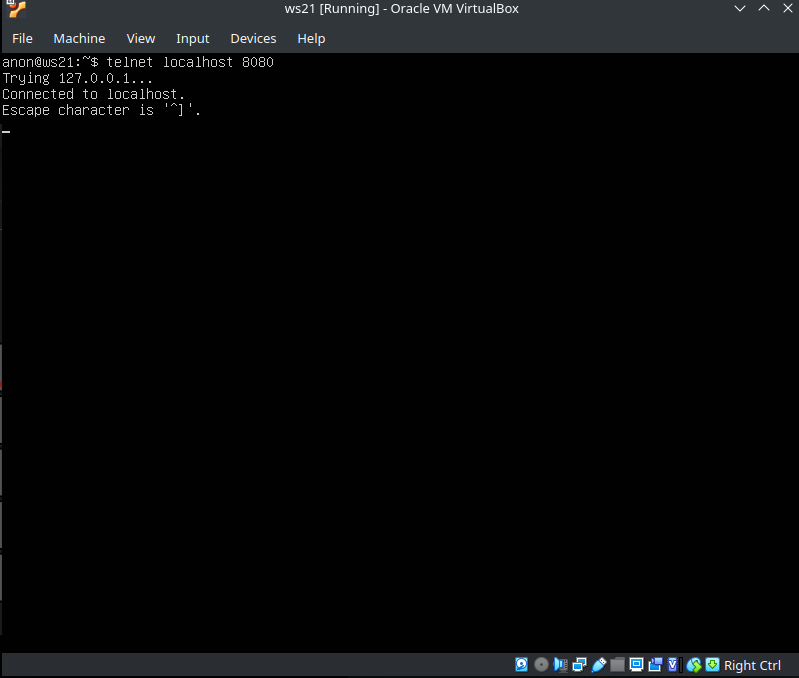 ws21 [Running] - Oracle VM VirtualBox
File Machine View Input Devices Help
anon@ws21:~$ telnet localhost 8080
Trying 127.0.0.1...
Connected to localhost.
Escape character is '^]'.
Right Ctrl